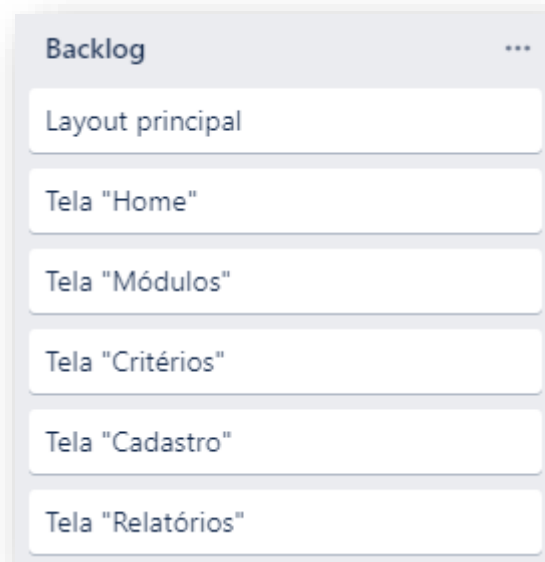 Backlog
Layout principal
Tela "Home"
Tela "Módulos"
Tela "Critérios"
Tela "Cadastro"
Tela "Relatórios"